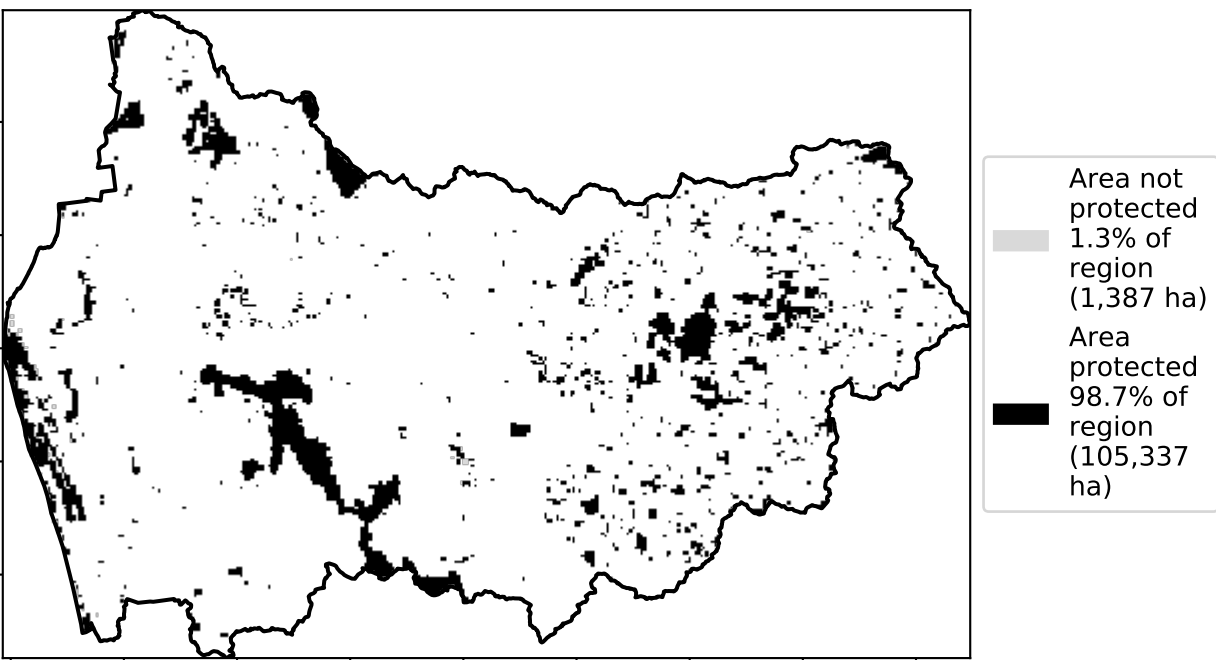 Area not
protected
1.3% of
region
(1,387 ha)
Area
protected
98.7% of
region
(105,337
ha)